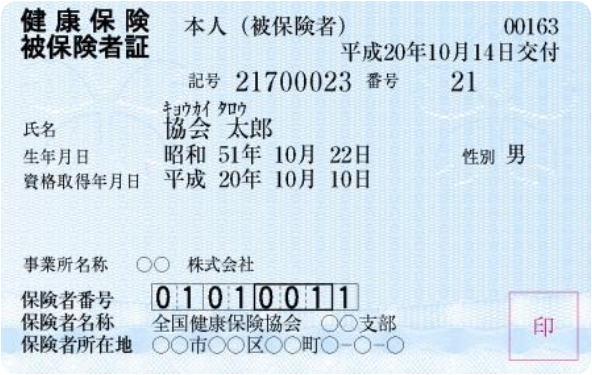 健康保険 本人（被保険者） 00163
被保険者証 平成20年10月14日交付
記号 21700023 番号 21
キョウカイ タロウ
氏名 協会 太郎
生年月日 昭和 51年 10月 22日 性別 男
資格取得年月日 平成 20年 10月 10日
事業所名称 ○○ 株式会社
保険者番号 01010011
保険者名称 全国健康保険協会 ○○支部
保険者所在地 ○○市○○区○○町○－○－○
印